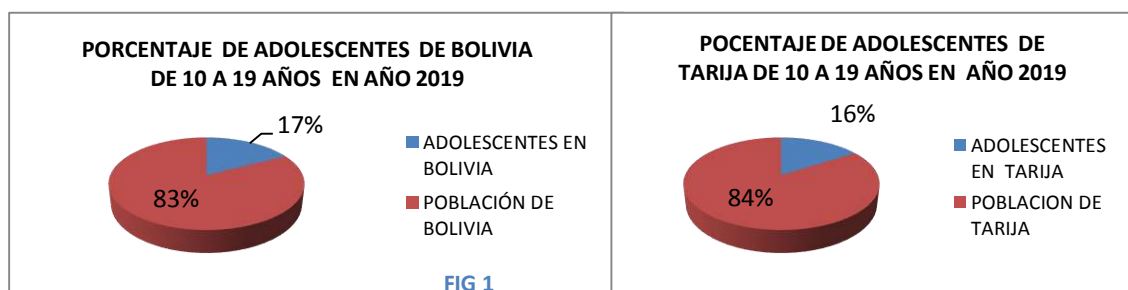 PORCENTAJE DE ADOLESCENTES DE BOLIVIA
DE 10 A 19 AÑOS EN AÑO 2019
17%
83%
ADOLESCENTES EN
BOLIVIA
POBLACIÓN DE
BOLIVIA
FIG 1
POCENTAJE DE ADOLESCENTES DE
TARIJA DE 10 A 19 AÑOS EN AÑO 2019
16%
84%
ADOLESCENTES
EN TARIJA
POBLACION DE
TARIJA